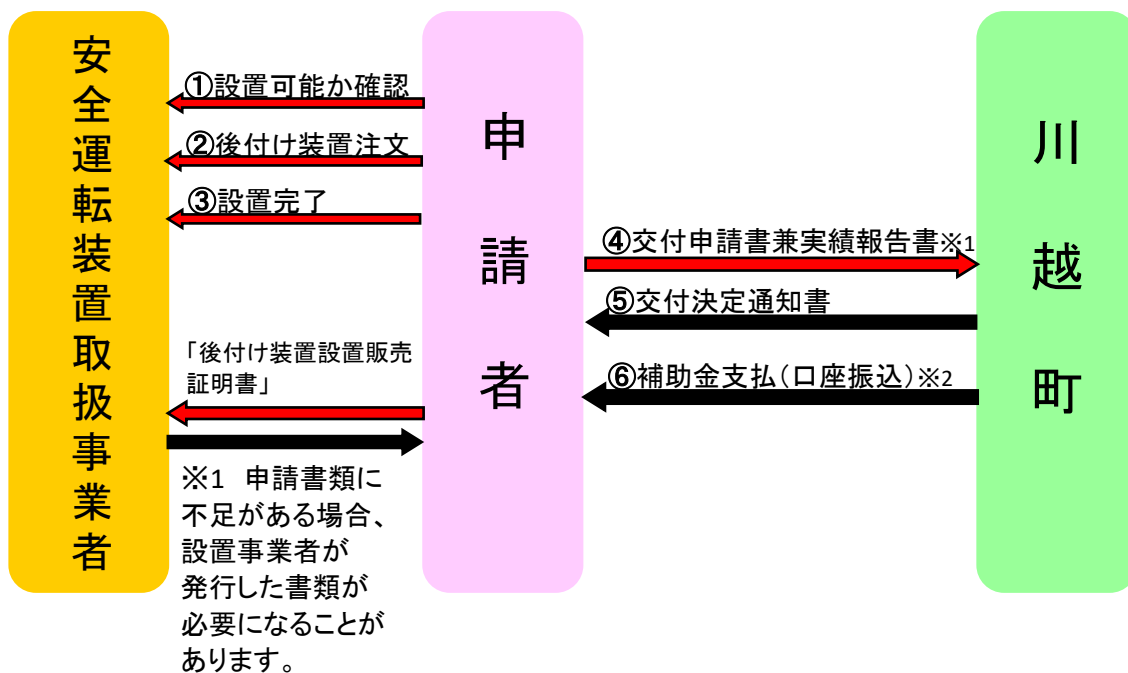 安全運転装置取扱事業者
①設置可能か確認
②後付け装置注文
③設置完了
「後付け装置設置販売
証明書」
※1　申請書類に
不足がある場合、
設置事業者が
発行した書類が
必要になることが
あります。
申請者
④交付申請書兼実績報告書※1
⑤交付決定通知書
⑥補助金支払(口座振込)※2
川越町